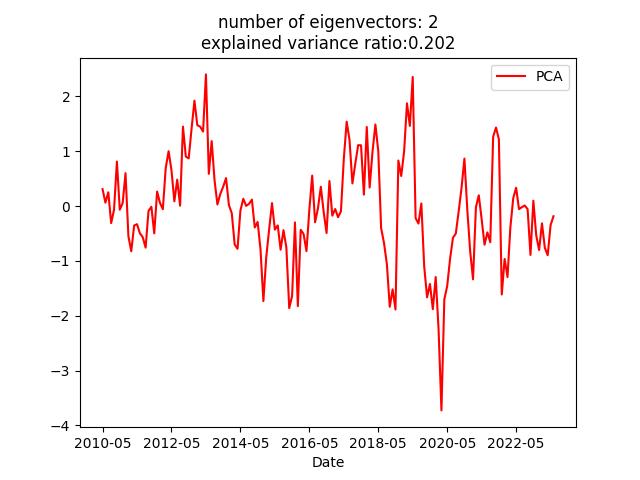 number of eigenvectors: 2
explained variance ratio:0.202
PCA
2
1
0
−1
−2
−3
−4
2010-05 2012-05 2014-05 2016-05 2018-05 2020-05 2022-05
Date